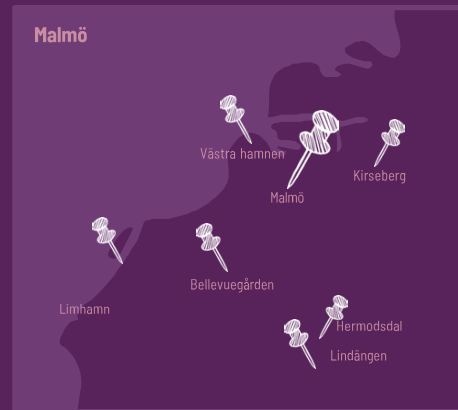 Malmö
Västra hamnen
Kirseberg
Malmö
Bellevuegården
Limhamn
Hermodsdal
Lindängen